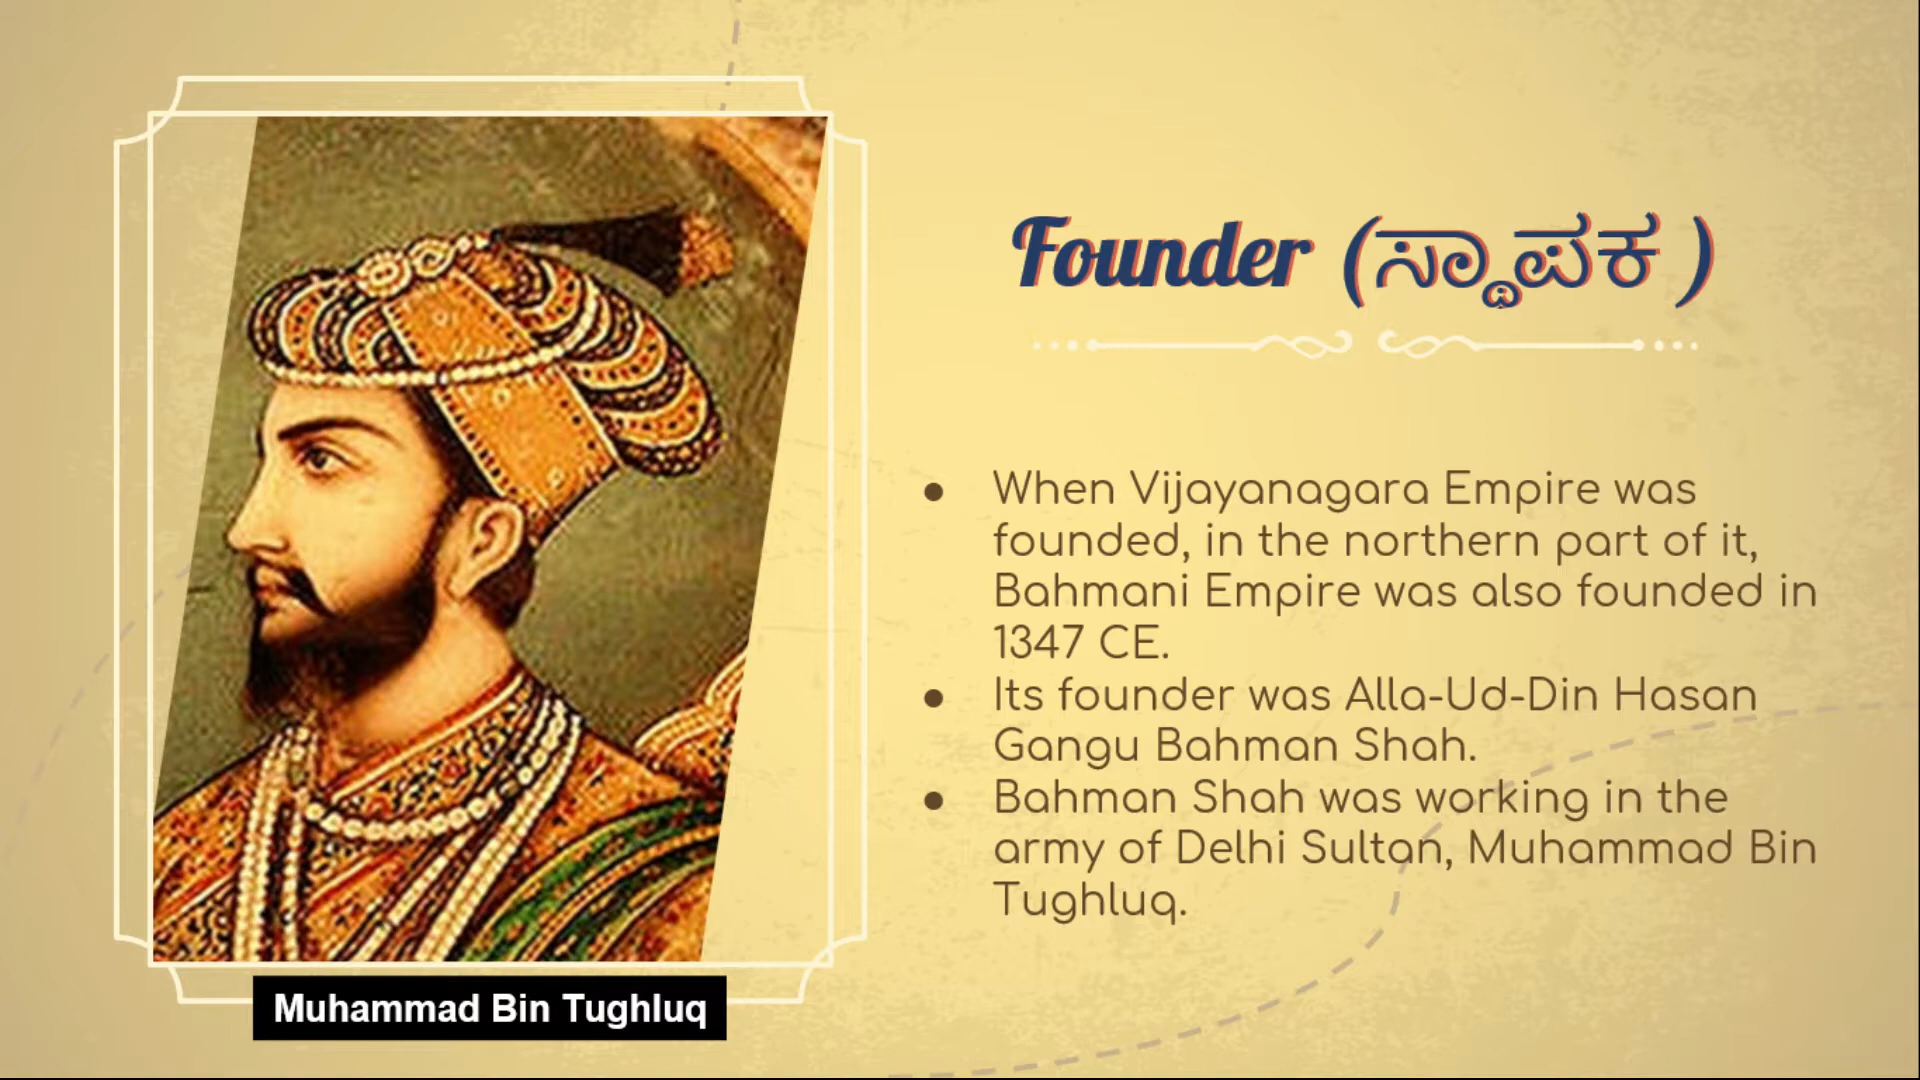 Founder (ಸ್ಥಾಪಕ )
● When Vijayanagara Empire was
founded, in the northern part of it,
Bahmani Empire was also founded in
1347 CE.
● Its founder was Alla-Ud-Din Hasan
Gangu Bahman Shah.
● Bahman Shah was working in the
army of Delhi Sultan, Muhammad Bin
Tughluq.
Muhammad Bin Tughluq